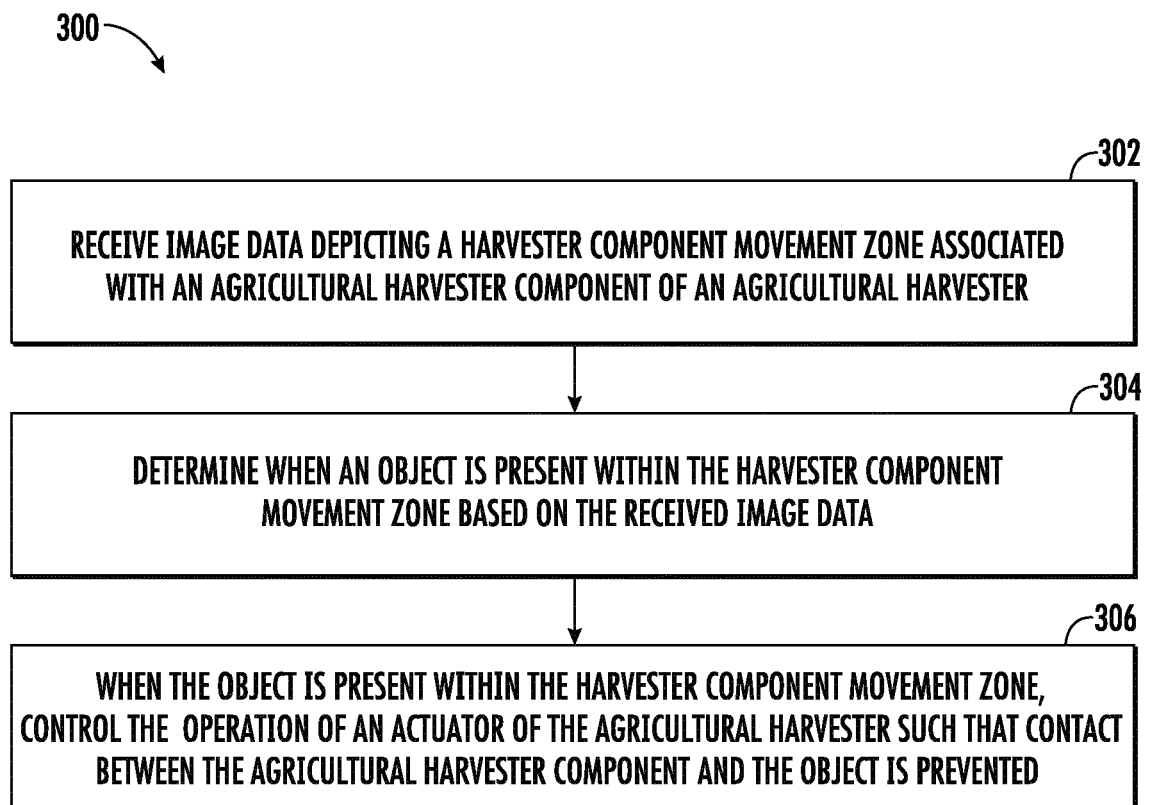 300
302
RECEIVE IMAGE DATA DEPICTING A HARVESTER COMPONENT MOVEMENT ZONE ASSOCIATED
WITH AN AGRICULTURAL HARVESTER COMPONENT OF AN AGRICULTURAL HARVESTER
304
DETERMINE WHEN AN OBJECT IS PRESENT WITHIN THE HARVESTER COMPONENT
MOVEMENT ZONE BASED ON THE RECEIVED IMAGE DATA
306
WHEN THE OBJECT IS PRESENT WITHIN THE HARVESTER COMPONENT MOVEMENT ZONE,
CONTROL THE OPERATION OF AN ACTUATOR OF THE AGRICULTURAL HARVESTER SUCH THAT CONTACT
BETWEEN THE AGRICULTURAL HARVESTER COMPONENT AND THE OBJECT IS PREVENTED